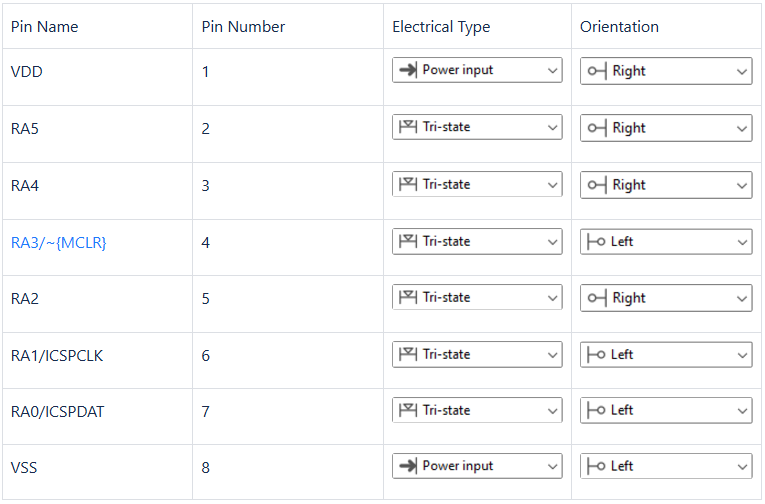 Pin Name Pin Number Electrical Type Orientation
VDD 1 Power input Right
RA5 2 Tri-state Right
RA4 3 Tri-state Right
RA3/~{MCLR} 4 Tri-state Left
RA2 5 Tri-state Right
RA1/ICSPCLK 6 Tri-state Left
RA0/ICSPDAT 7 Tri-state Left
VSS 8 Power input Left